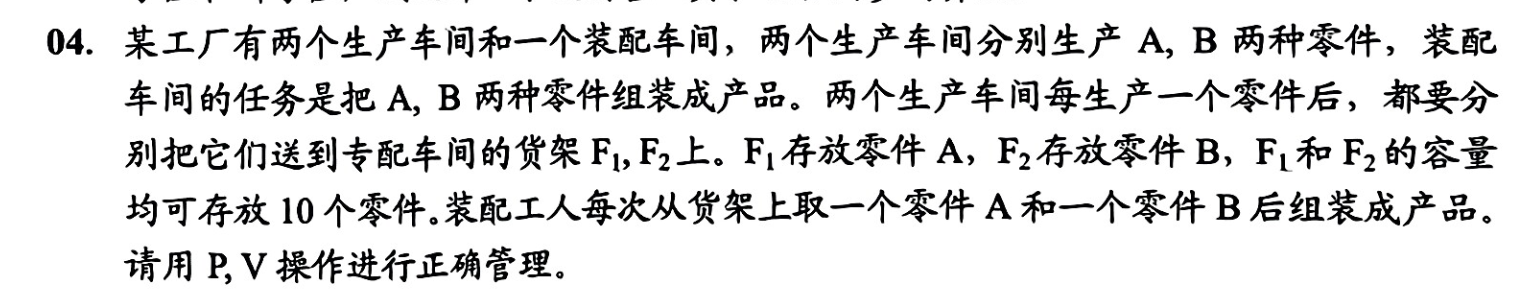 04. 某工厂有两个生产车间和一个装配车间，两个生产车间分别生产 A, B 两种零件，装配
车间的任务是把 A, B 两种零件组装成产品。两个生产车间每生产一个零件后，都要分
别把它们送到专配车间的货架 F₁, F₂ 上。F₁ 存放零件 A，F₂ 存放零件 B，F₁ 和 F₂ 的容量
均可存放 10 个零件。装配工人每次从货架上取一个零件 A 和一个零件 B 后组装成产品。
请用 P, V 操作进行正确管理。